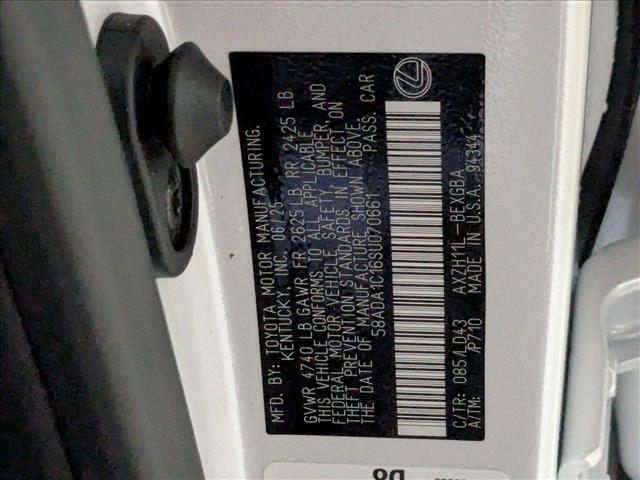 MFD. BY: TOYOTA MOTOR MANUFACTURING,
KENTUCKY, INC. 06/25
GVWR 4740 LB GAWR FR 2625 LB RR 2425 LB
THIS VEHICLE CONFORMS TO ALL APPLICABLE
FEDERAL MOTOR VEHICLE SAFETY, BUMPER, AND
THEFT PREVENTION STANDARDS IN EFFECT ON
THE DATE OF MANUFACTURE SHOWN ABOVE.
58ADA1C16SU070661 PASS. CAR
C/TR: 085/LD43 AXZH11L-BEXGBA
A/TM: /P710 MADE IN U.S.A. 94344